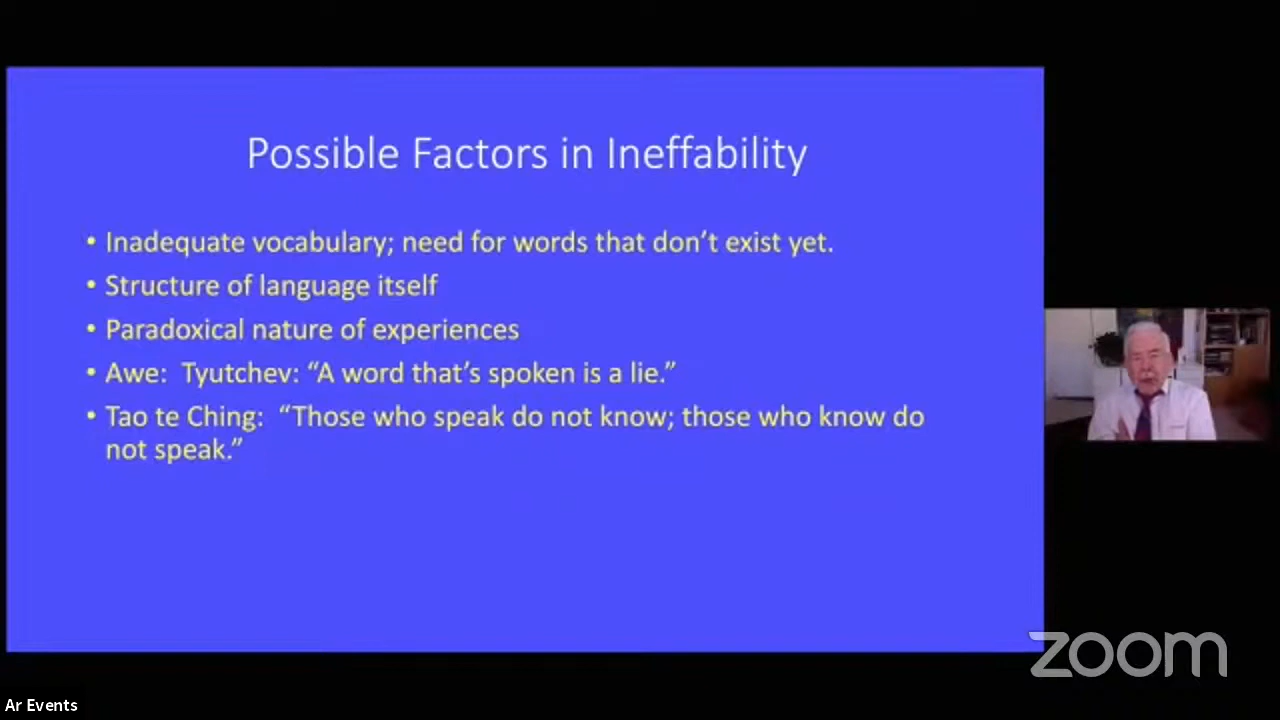 Possible Factors in Ineffability
• Inadequate vocabulary; need for words that don’t exist yet.
• Structure of language itself
• Paradoxical nature of experiences
• Awe:  Tyutchev: “A word that’s spoken is a lie.”
• Tao te Ching:  “Those who speak do not know; those who know do
not speak.”
zoom
Ar Events